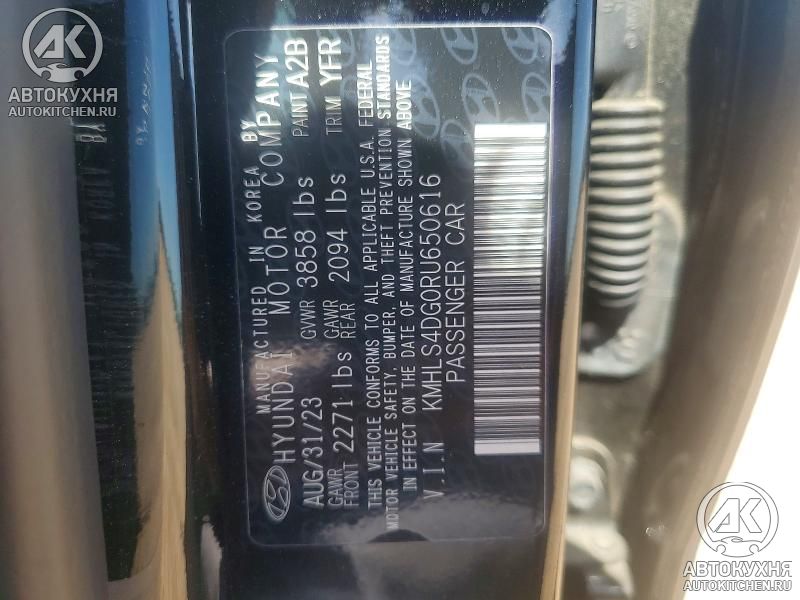 AK
АВТОКУХНЯ
AUTOKITCHEN.RU
MANUFACTURED IN KOREA BY
HYUNDAI MOTOR COMPANY
AUG/31/23 GVWR 3858 lbs PAINT A2B
GAWR FRONT 2271 lbs GAWR REAR 2094 lbs TRIM YFR
THIS VEHICLE CONFORMS TO ALL APPLICABLE U.S.A. FEDERAL
MOTOR VEHICLE SAFETY, BUMPER, AND THEFT PREVENTION STANDARDS
IN EFFECT ON THE DATE OF MANUFACTURE SHOWN ABOVE
V.I.N KMHLS4DG0RU650616
PASSENGER CAR
AK
АВТОКУХНЯ
AUTOKITCHEN.RU